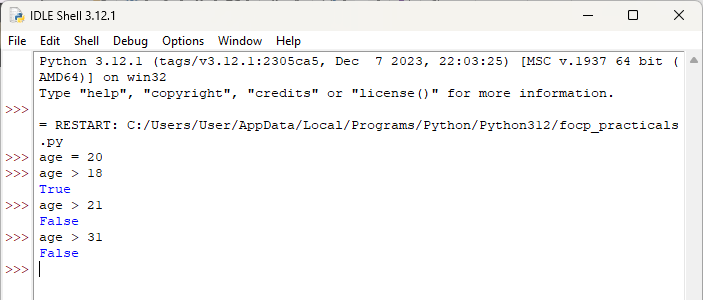 IDLE Shell 3.12.1
File Edit Shell Debug Options Window Help
Python 3.12.1 (tags/v3.12.1:2305ca5, Dec  7 2023, 22:03:25) [MSC v.1937 64 bit (
AMD64)] on win32
Type "help", "copyright", "credits" or "license()" for more information.
>>>
= RESTART: C:/Users/User/AppData/Local/Programs/Python/Python312/focp_practicals
.py
>>> age = 20
>>> age > 18
True
>>> age > 21
False
>>> age > 31
False
>>>